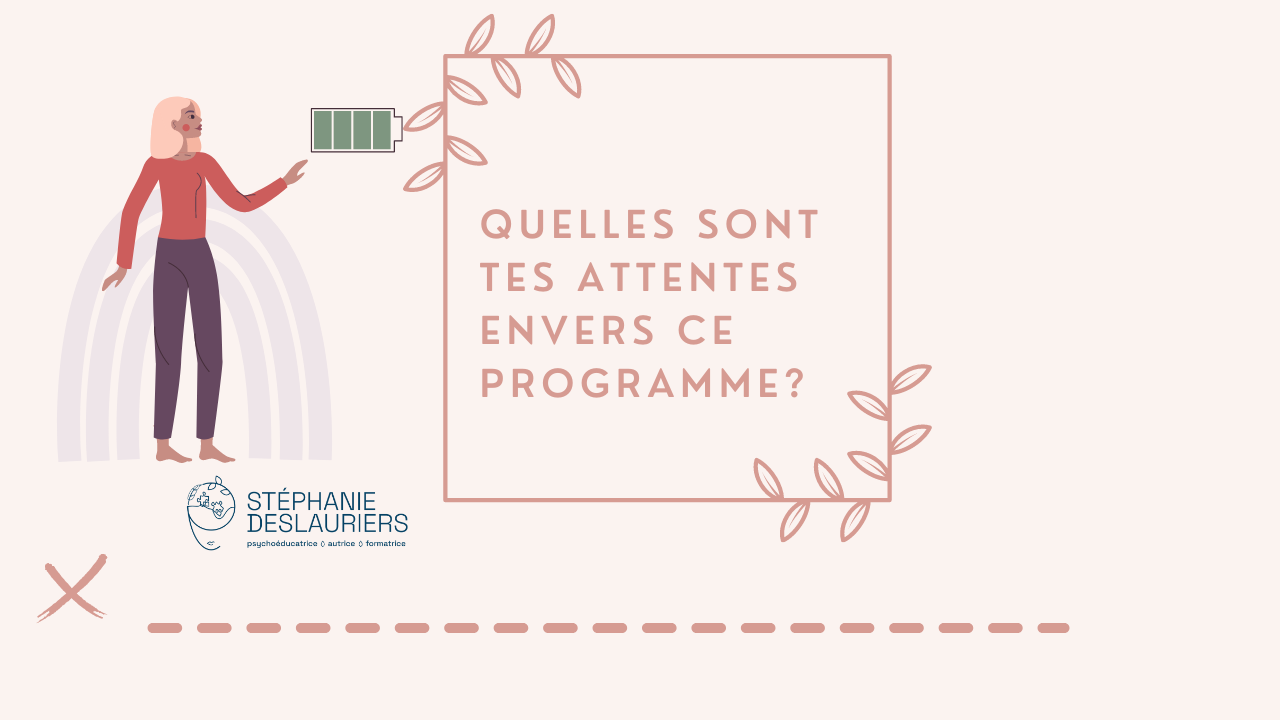 QUELLES SONT
TES ATTENTES
ENVERS CE
PROGRAMME?
STÉPHANIE
DESLAURIERS
psychoéducatrice ◊ autrice ◊ formatrice